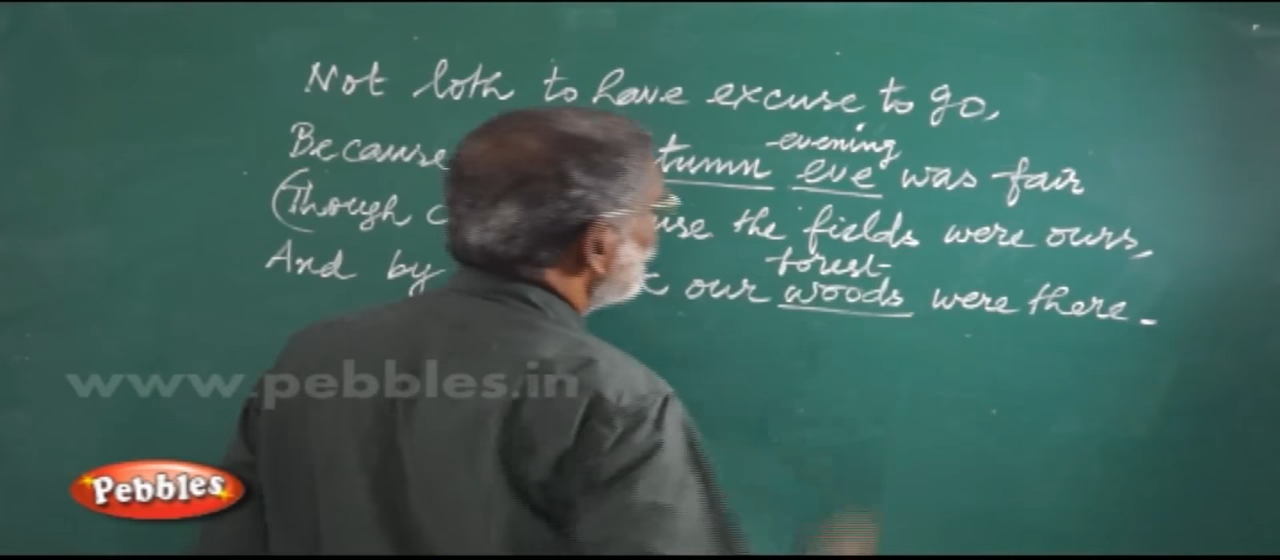 Not loth to have excuse to go,
evening
Because tumn eve was fair
(Though the fields were ours,
forest
And by our woods were there.
www.pebbles.in
Pebbles